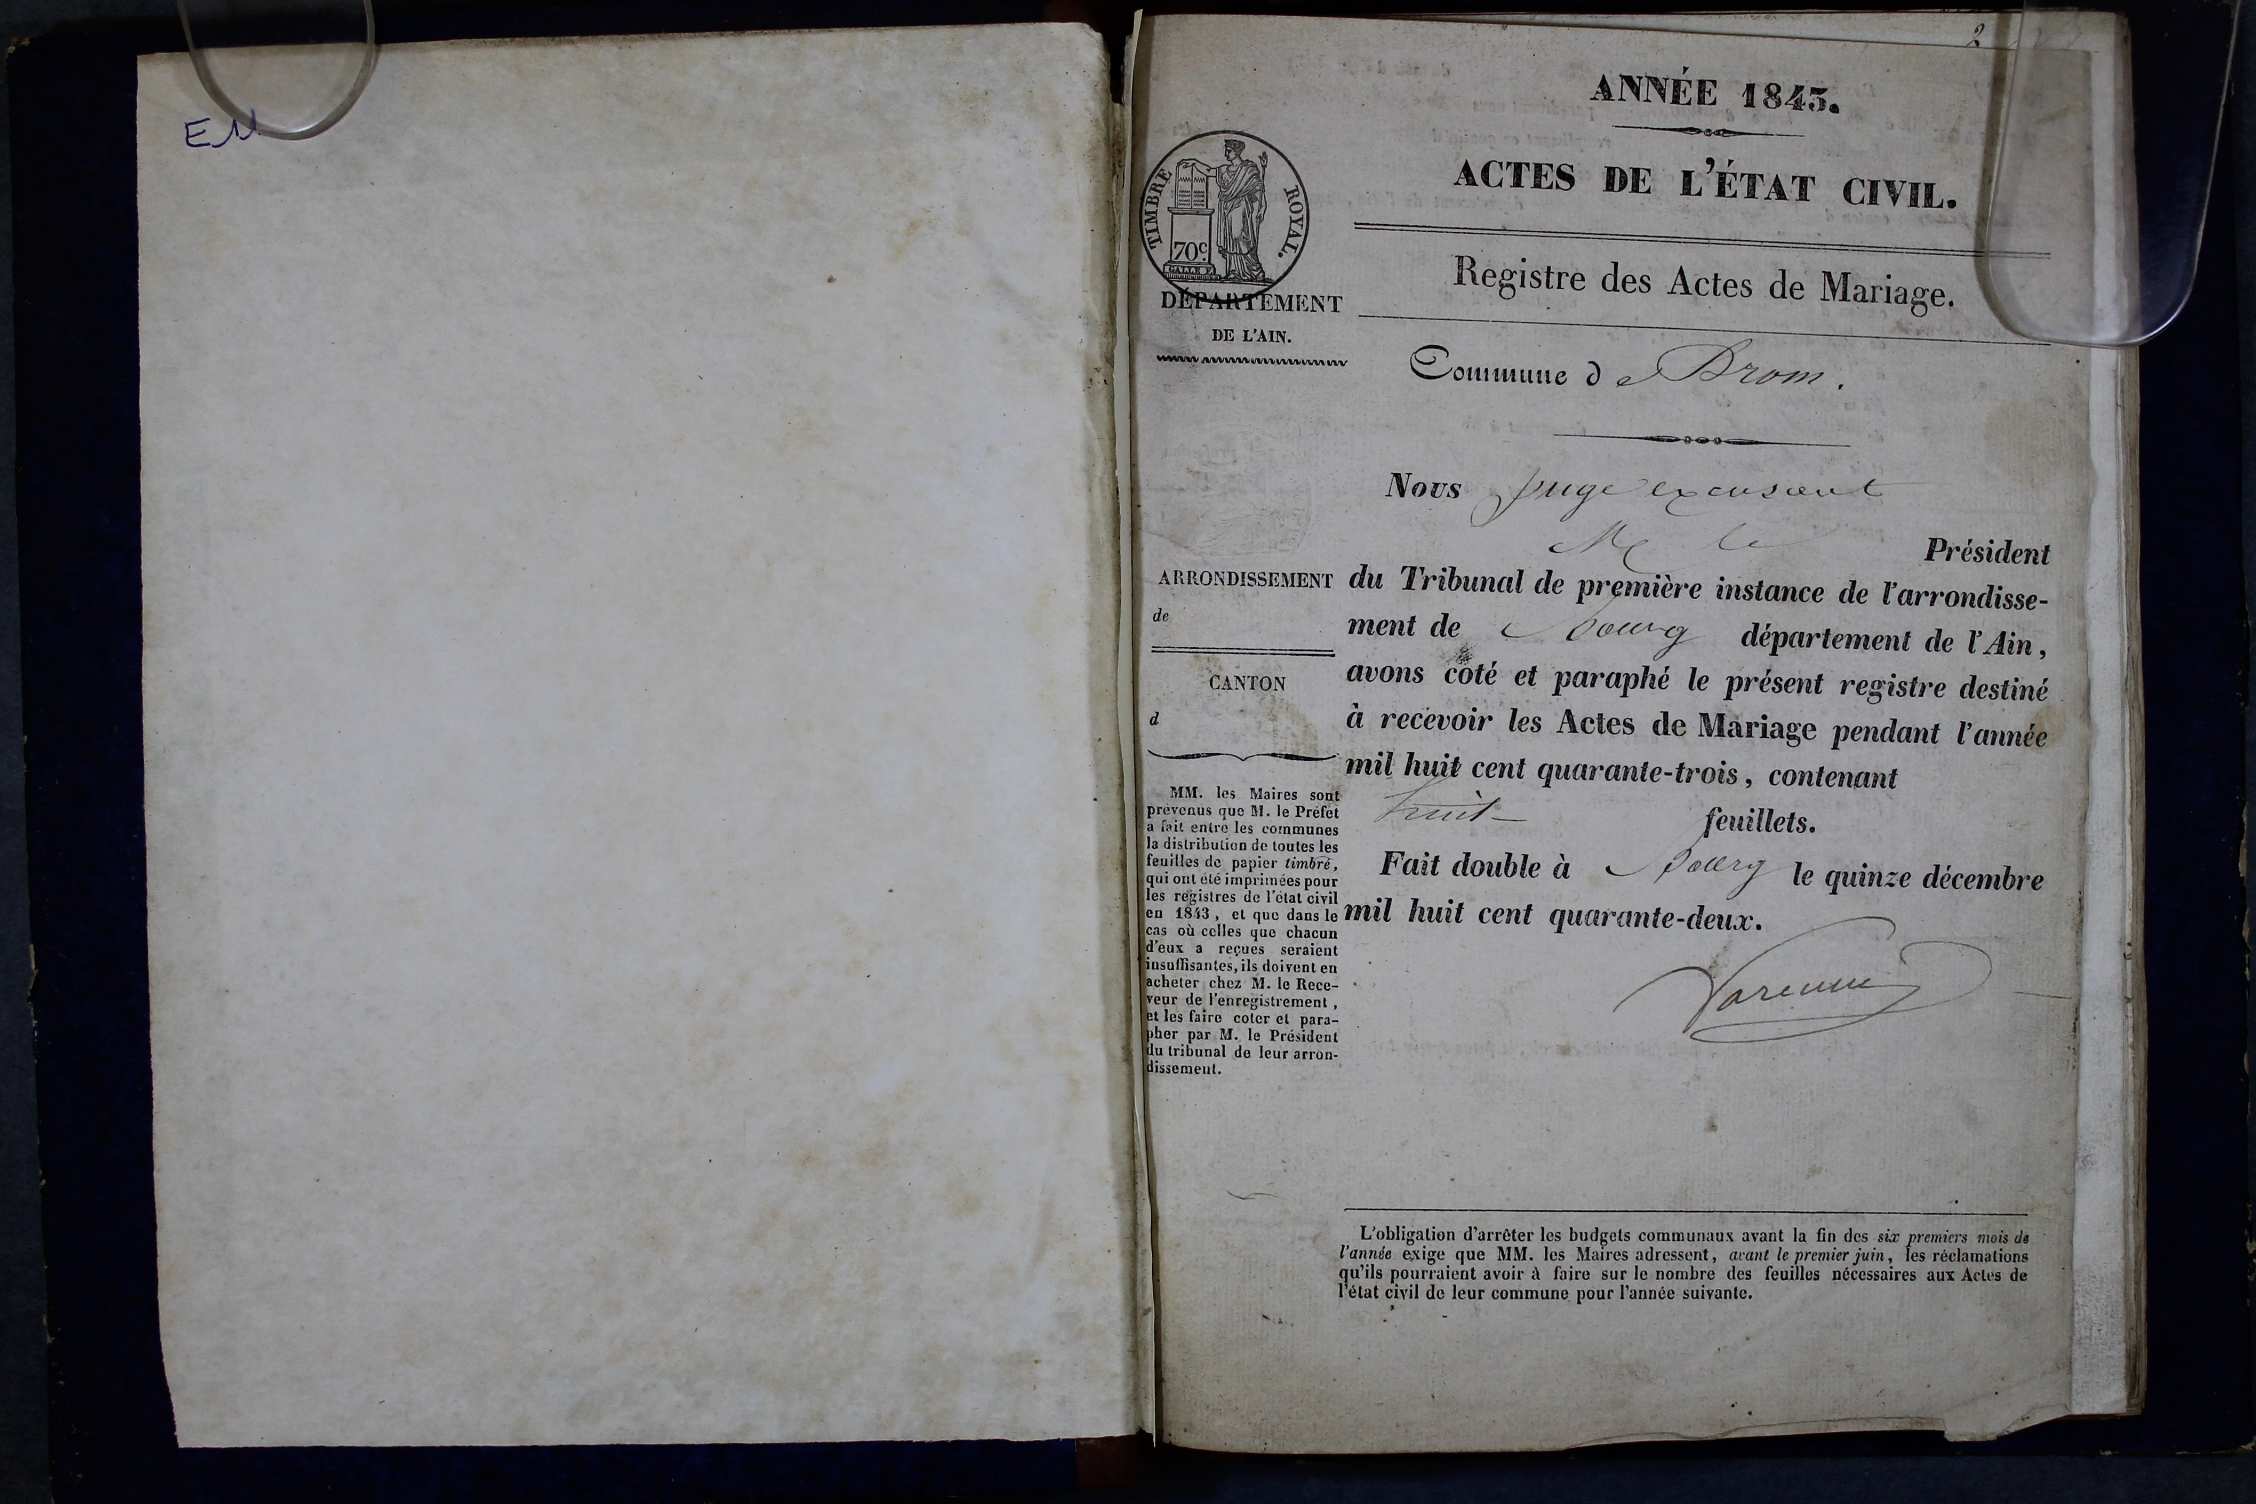 EM
2
ANNÉE 1843.
ACTES DE L'ÉTAT CIVIL.
TIMBRE ROYAL.
70c
DÉPARTEMENT
DE L'AIN.
Registre des Actes de Mariage.
Commune de Brom.
Nous juge excusant
Mr le Président
ARRONDISSEMENT
de
CANTON
d
du Tribunal de première instance de l'arrondisse-
ment de Bourg département de l'Ain,
avons coté et paraphé le présent registre destiné
à recevoir les Actes de Mariage pendant l'année
mil huit cent quarante-trois, contenant
huit feuillets.
Fait double à Bourg le quinze décembre
mil huit cent quarante-deux.
Varenne
MM. les Maires sont
prévenus que M. le Préfet
a fait entre les communes
la distribution de toutes les
feuilles de papier timbré,
qui ont été imprimées pour
les registres de l'état civil
en 1843, et que dans le
cas où celles que chacun
d'eux a reçues seraient
insuffisantes, ils doivent en
acheter chez M. le Rece-
veur de l'enregistrement,
et les faire coter et para-
pher par M. le Président
du tribunal de leur arron-
dissement.
L'obligation d'arrêter les budgets communaux avant la fin des six premiers mois de
l'année exige que MM. les Maires adressent, avant le premier juin, les réclamations
qu'ils pourraient avoir à faire sur le nombre des feuilles nécessaires aux Actes de
l'état civil de leur commune pour l'année suivante.